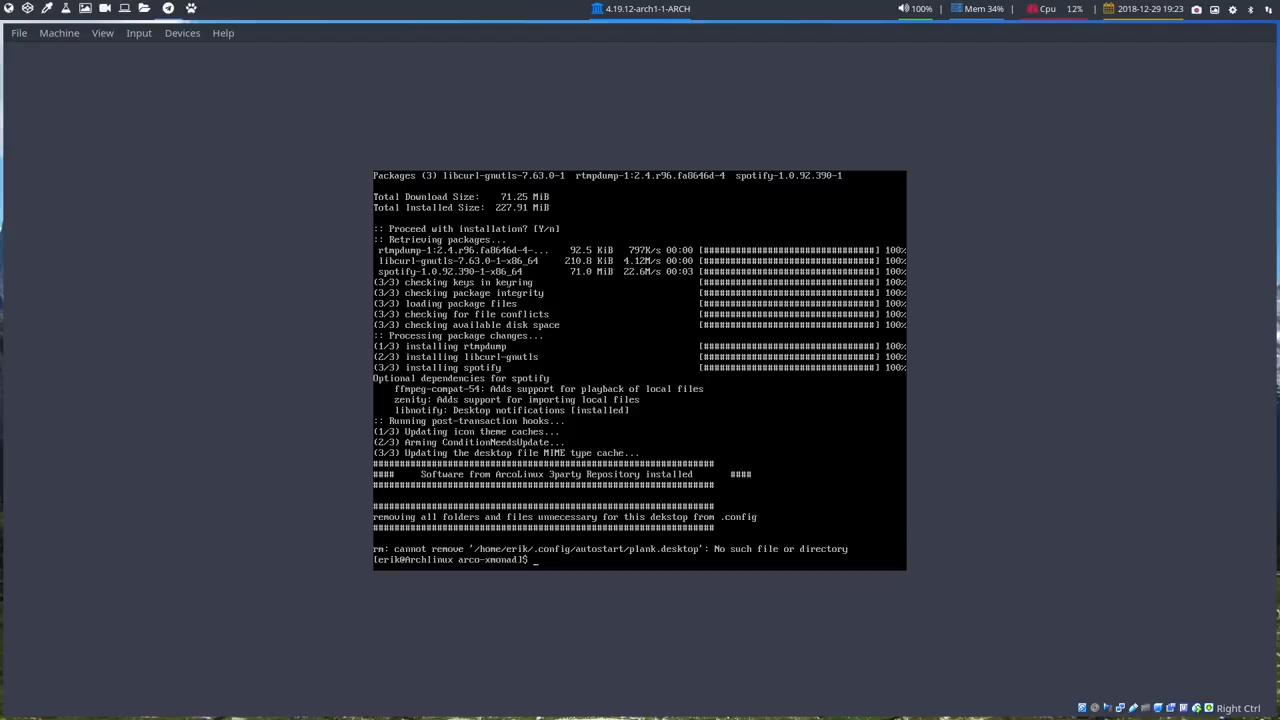 4.19.12-arch1-1-ARCH
100%
Mem 34%
Cpu 12%
2018-12-29 19:23
File Machine View Input Devices Help
Packages (3) libcurl-gnutls-7.63.0-1 rtmpdump-1:2.4.r96.fa8646d-4 spotify-1.0.92.390-1
Total Download Size: 71.25 MiB
Total Installed Size: 227.91 MiB
:: Proceed with installation? [Y/n]
:: Retrieving packages...
rtmpdump-1:2.4.r96.fa8646d-4-... 92.5 KiB 797K/s 00:00 [################################] 100%
libcurl-gnutls-7.63.0-1-x86_64 210.8 KiB 4.12M/s 00:00 [################################] 100%
spotify-1.0.92.390-1-x86_64 71.0 MiB 22.6M/s 00:03 [################################] 100%
(3/3) checking keys in keyring [################################] 100%
(3/3) checking package integrity [################################] 100%
(3/3) loading package files [################################] 100%
(3/3) checking for file conflicts [################################] 100%
(3/3) checking available disk space [################################] 100%
:: Processing package changes...
(1/3) installing rtmpdump [################################] 100%
(2/3) installing libcurl-gnutls [################################] 100%
(3/3) installing spotify [################################] 100%
Optional dependencies for spotify
ffmpeg-compat-54: Adds support for playback of local files
zenity: Adds support for importing local files
libnotify: Desktop notifications [installed]
:: Running post-transaction hooks...
(1/3) Updating icon theme caches...
(2/3) Arming ConditionNeedsUpdate...
(3/3) Updating the desktop file MIME type cache...
################################################################
#### Software from ArcoLinux 3party Repository installed ####
################################################################
################################################################
removing all folders and files unnecessary for this dekstop from .config
################################################################
rm: cannot remove '/home/erik/.config/autostart/plank.desktop': No such file or directory
[erik@Archlinux arco-xmonad]$ _
Right Ctrl